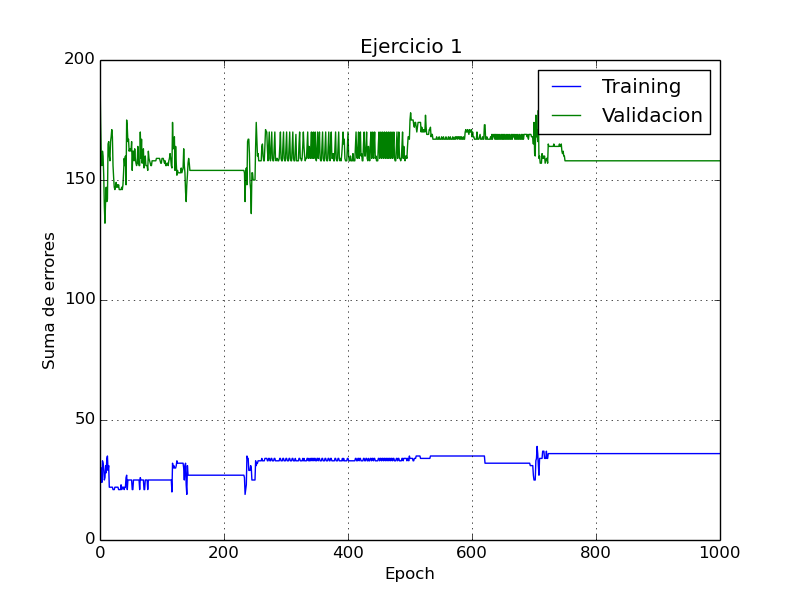 Ejercicio 1
Training
Validacion
200
150
100
50
0
Suma de errores
0 200 400 600 800 1000
Epoch